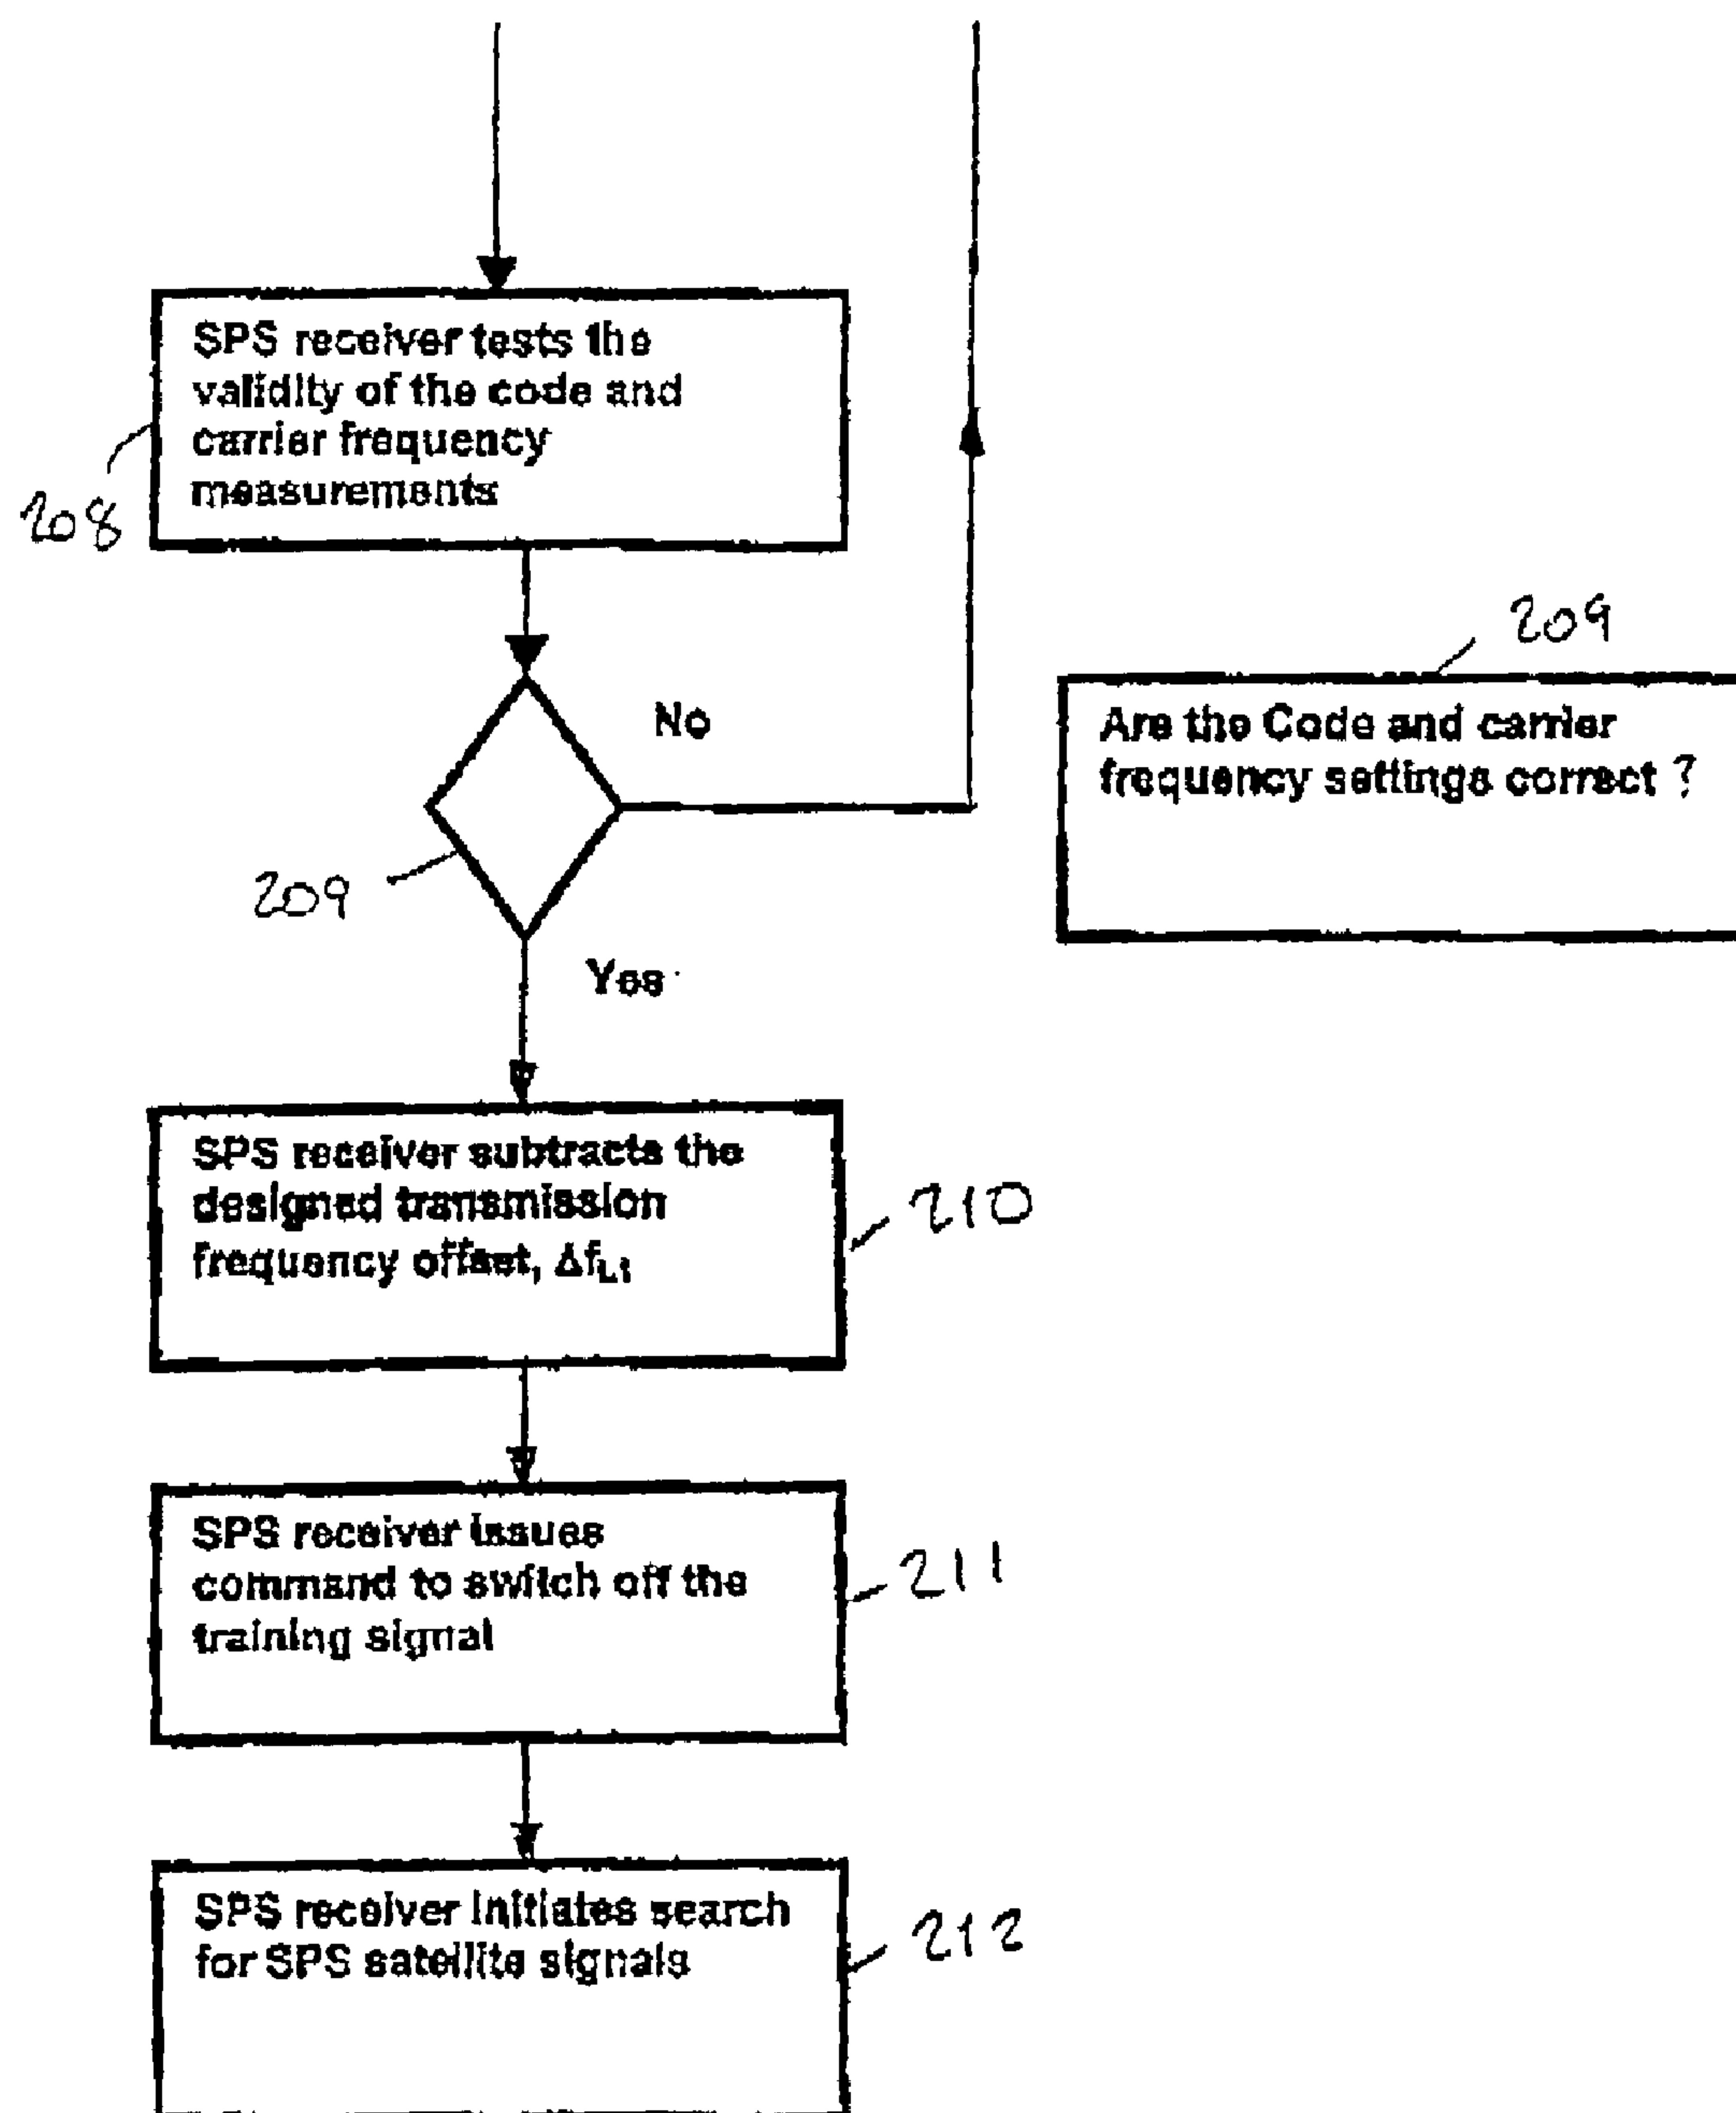 SPS receiver tests the
validity of the code and
carrier frequency
measurements
208
209
No
Are the Code and carrier
frequency settings correct ?
209
Yes
SPS receiver subtracts the
designed transmission
frequency offset, Δf_L1
210
SPS receiver issues
command to switch off the
training signal
211
SPS receiver initiates search
for SPS satellite signals
212